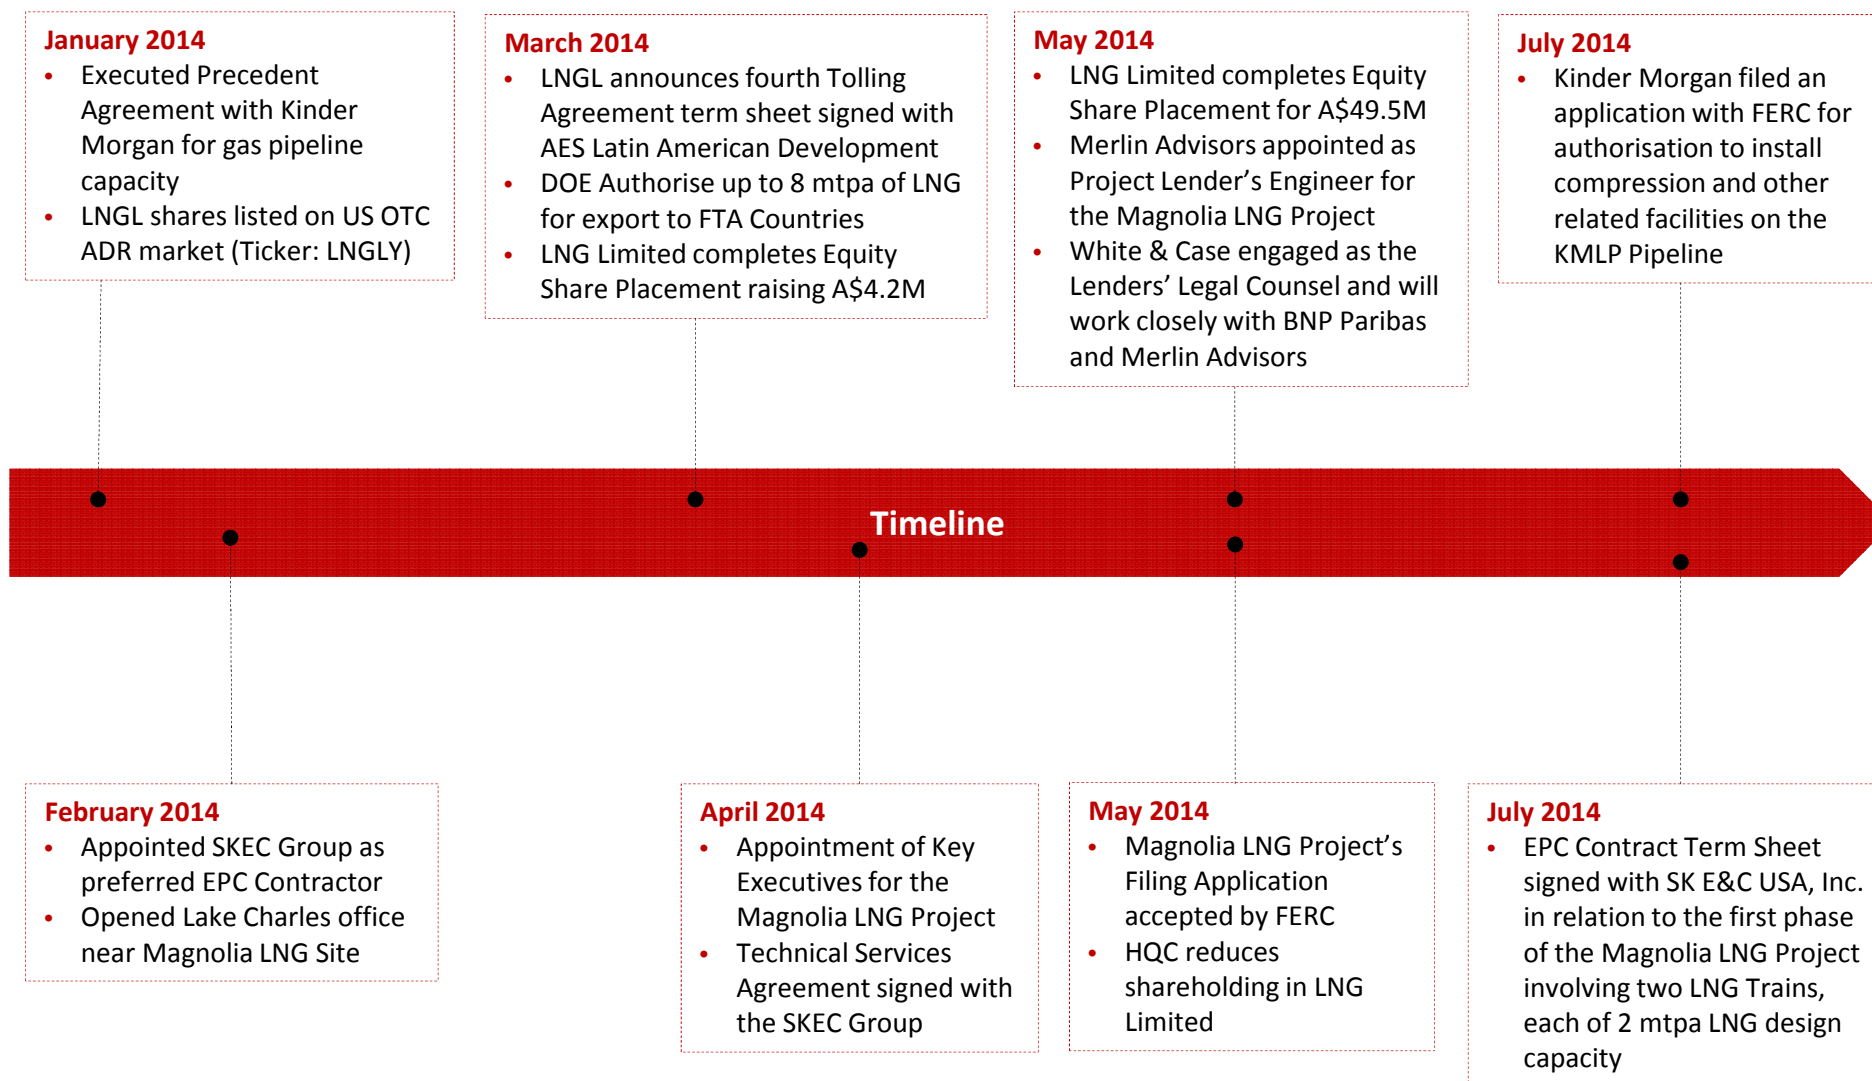 January 2014
• Executed Precedent
Agreement with Kinder
Morgan for gas pipeline
capacity
• LNGL shares listed on US OTC
ADR market (Ticker: LNGLY)
March 2014
• LNGL announces fourth Tolling
Agreement term sheet signed with
AES Latin American Development
• DOE Authorise up to 8 mtpa of LNG
for export to FTA Countries
• LNG Limited completes Equity
Share Placement raising A$4.2M
May 2014
• LNG Limited completes Equity
Share Placement for A$49.5M
• Merlin Advisors appointed as
Project Lender’s Engineer for
the Magnolia LNG Project
• White & Case engaged as the
Lenders’ Legal Counsel and will
work closely with BNP Paribas
and Merlin Advisors
July 2014
• Kinder Morgan filed an
application with FERC for
authorisation to install
compression and other
related facilities on the
KMLP Pipeline
Timeline
February 2014
• Appointed SKEC Group as
preferred EPC Contractor
• Opened Lake Charles office
near Magnolia LNG Site
April 2014
• Appointment of Key
Executives for the
Magnolia LNG Project
• Technical Services
Agreement signed with
the SKEC Group
May 2014
• Magnolia LNG Project’s
Filing Application
accepted by FERC
• HQC reduces
shareholding in LNG
Limited
July 2014
• EPC Contract Term Sheet
signed with SK E&C USA, Inc.
in relation to the first phase
of the Magnolia LNG Project
involving two LNG Trains,
each of 2 mtpa LNG design
capacity